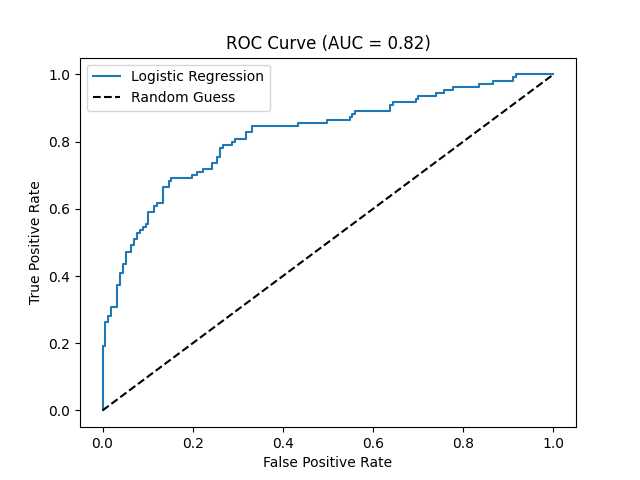 ROC Curve (AUC = 0.82)
Logistic Regression
Random Guess
1.0
0.8
0.6
0.4
0.2
0.0
True Positive Rate
0.0 0.2 0.4 0.6 0.8 1.0
False Positive Rate